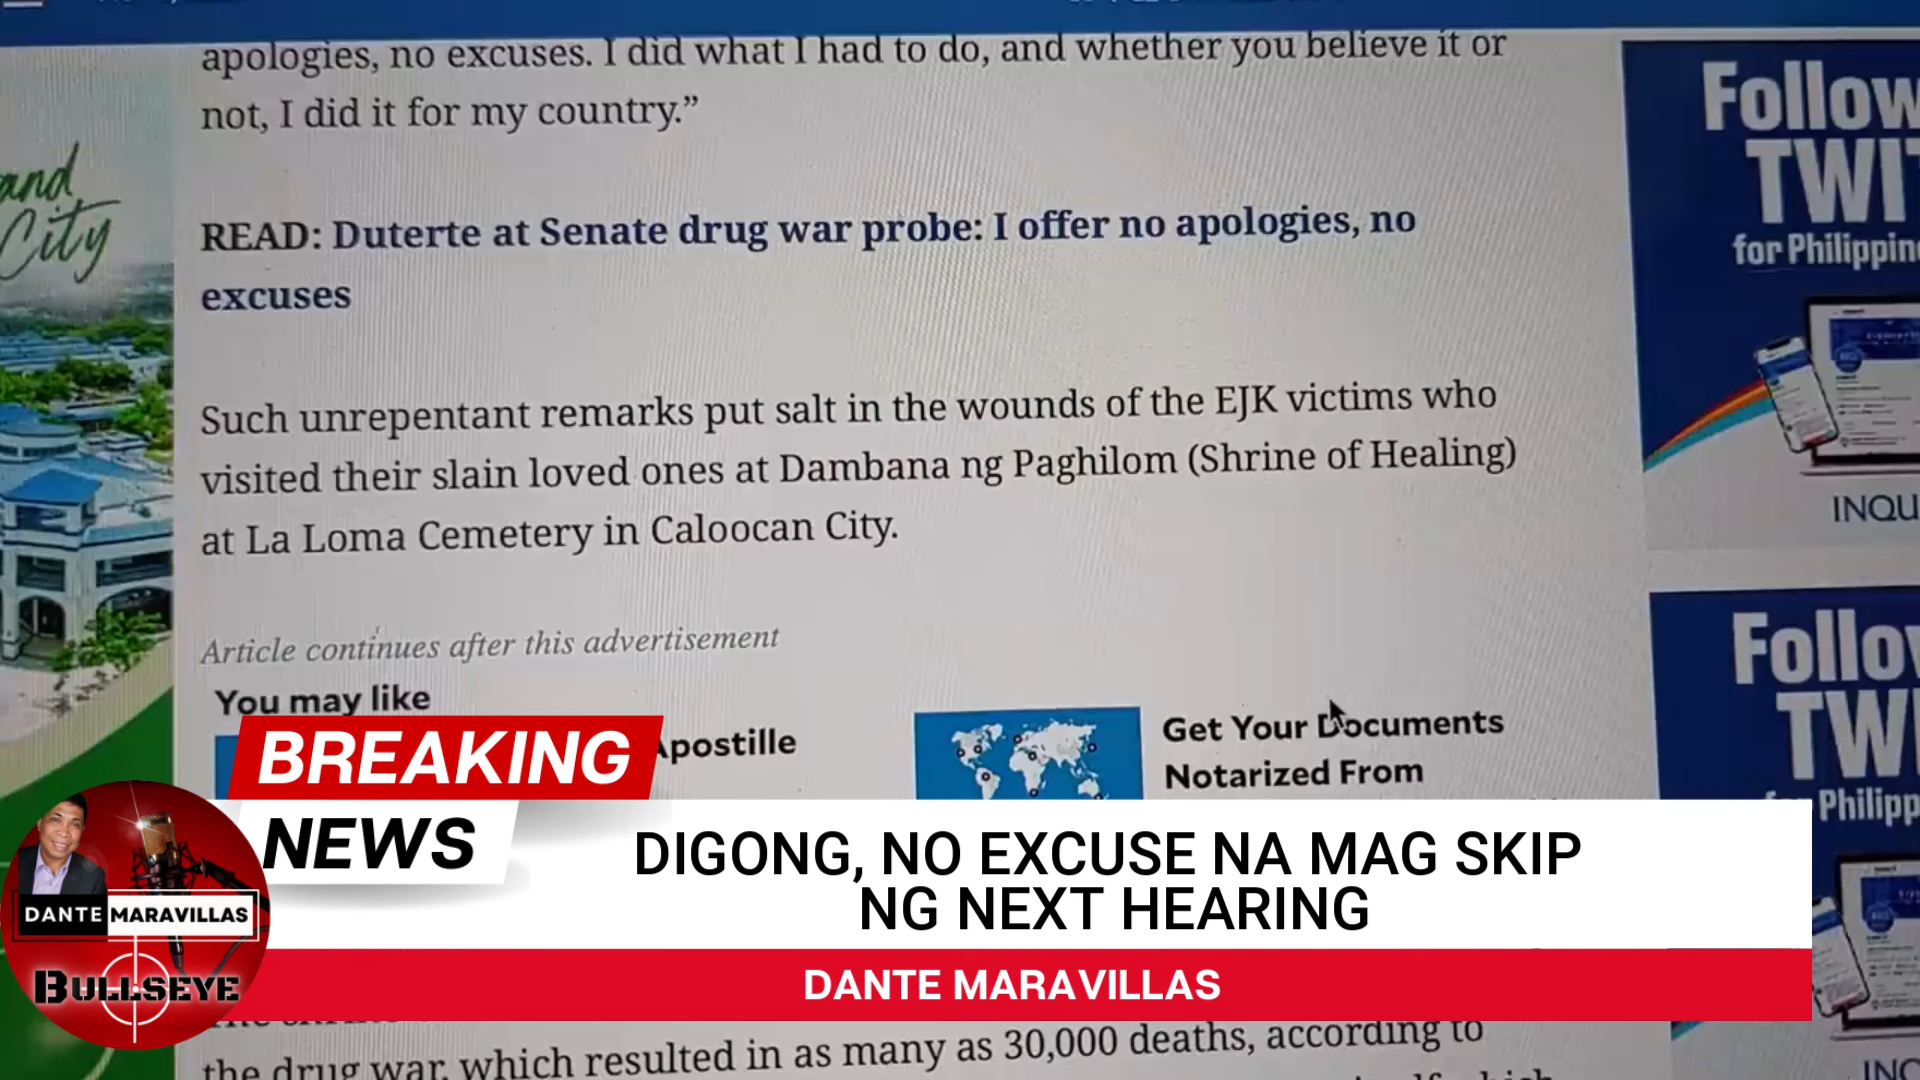 apologies, no excuses. I did what I had to do, and whether you believe it or
not, I did it for my country.”
READ: Duterte at Senate drug war probe: I offer no apologies, no
excuses
Such unrepentant remarks put salt in the wounds of the EJK victims who
visited their slain loved ones at Dambana ng Paghilom (Shrine of Healing)
at La Loma Cemetery in Caloocan City.
Article continues after this advertisement
You may like
Apostille
Get Your Documents
Notarized From
and
City
Follow
TWI
for Philippin
INQU
Follo
TW
Philipp
INQ
BREAKING
NEWS
DIGONG, NO EXCUSE NA MAG SKIP
NG NEXT HEARING
DANTE MARAVILLAS
DANTE MARAVILLAS
BULLSEYE
the drug war, which resulted in as many as 30,000 deaths, according to